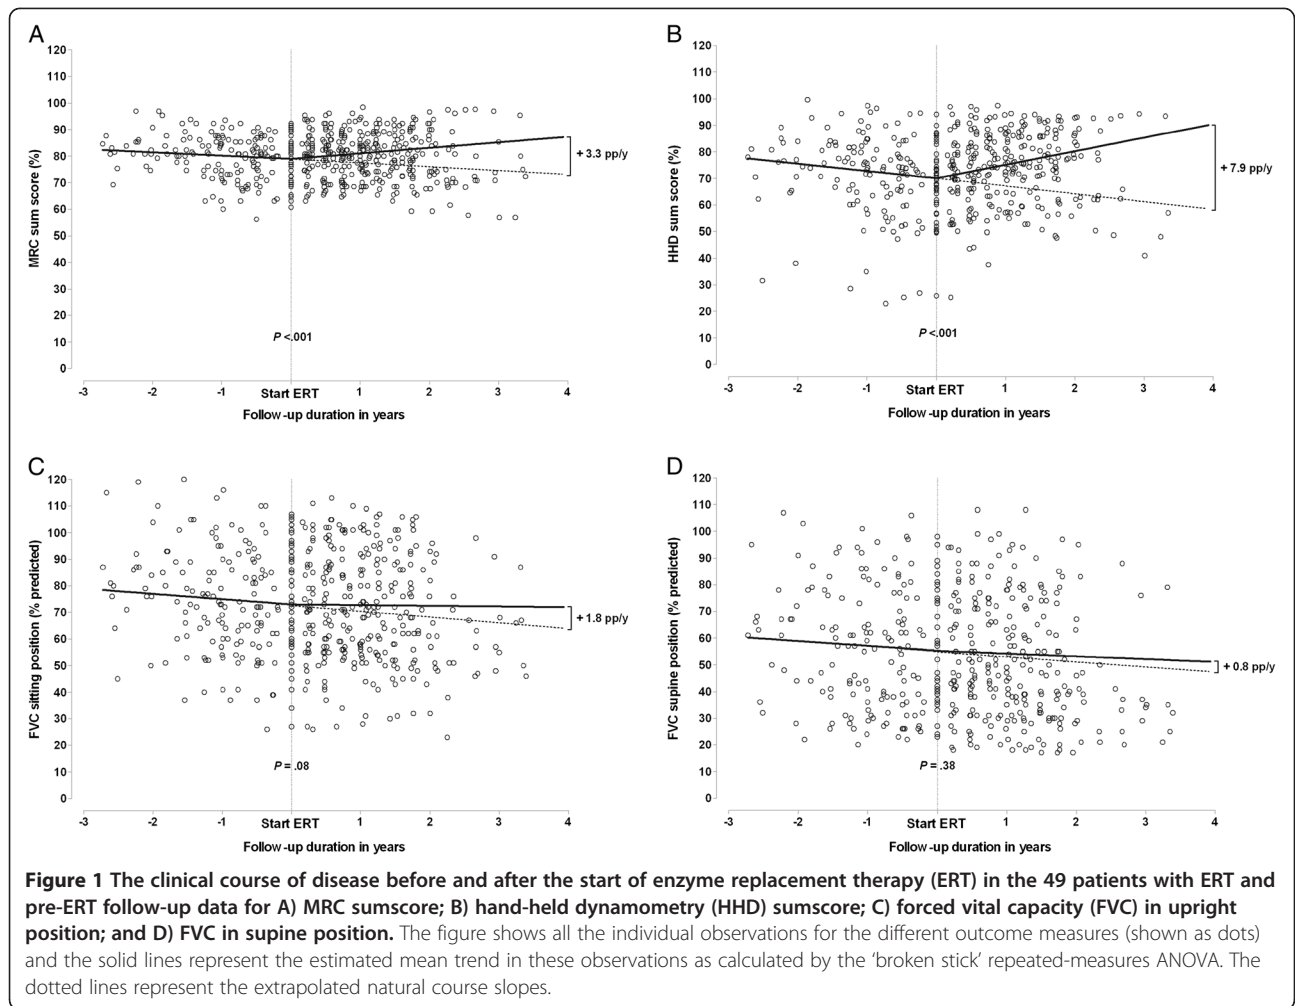 A
120
110
100
90
80
70
60
50
40
30
20
10
0
MRC sum score (%)
+ 3.3 pp/y
P <.001
-3 -2 -1 Start ERT 1 2 3 4
Follow-up duration in years
B
120
110
100
90
80
70
60
50
40
30
20
10
0
HHD sum score (%)
+ 7.9 pp/y
P <.001
-3 -2 -1 Start ERT 1 2 3 4
Follow-up duration in years
C
120
110
100
90
80
70
60
50
40
30
20
10
0
FVC sitting position (% predicted)
+ 1.8 pp/y
P = .08
-3 -2 -1 Start ERT 1 2 3 4
Follow-up duration in years
D
120
110
100
90
80
70
60
50
40
30
20
10
0
FVC supine position (% predicted)
+ 0.8 pp/y
P = .38
-3 -2 -1 Start ERT 1 2 3 4
Follow-up duration in years
Figure 1 The clinical course of disease before and after the start of enzyme replacement therapy (ERT) in the 49 patients with ERT and
pre-ERT follow-up data for A) MRC sumscore; B) hand-held dynamometry (HHD) sumscore; C) forced vital capacity (FVC) in upright
position; and D) FVC in supine position. The figure shows all the individual observations for the different outcome measures (shown as dots)
and the solid lines represent the estimated mean trend in these observations as calculated by the ‘broken stick’ repeated-measures ANOVA. The
dotted lines represent the extrapolated natural course slopes.